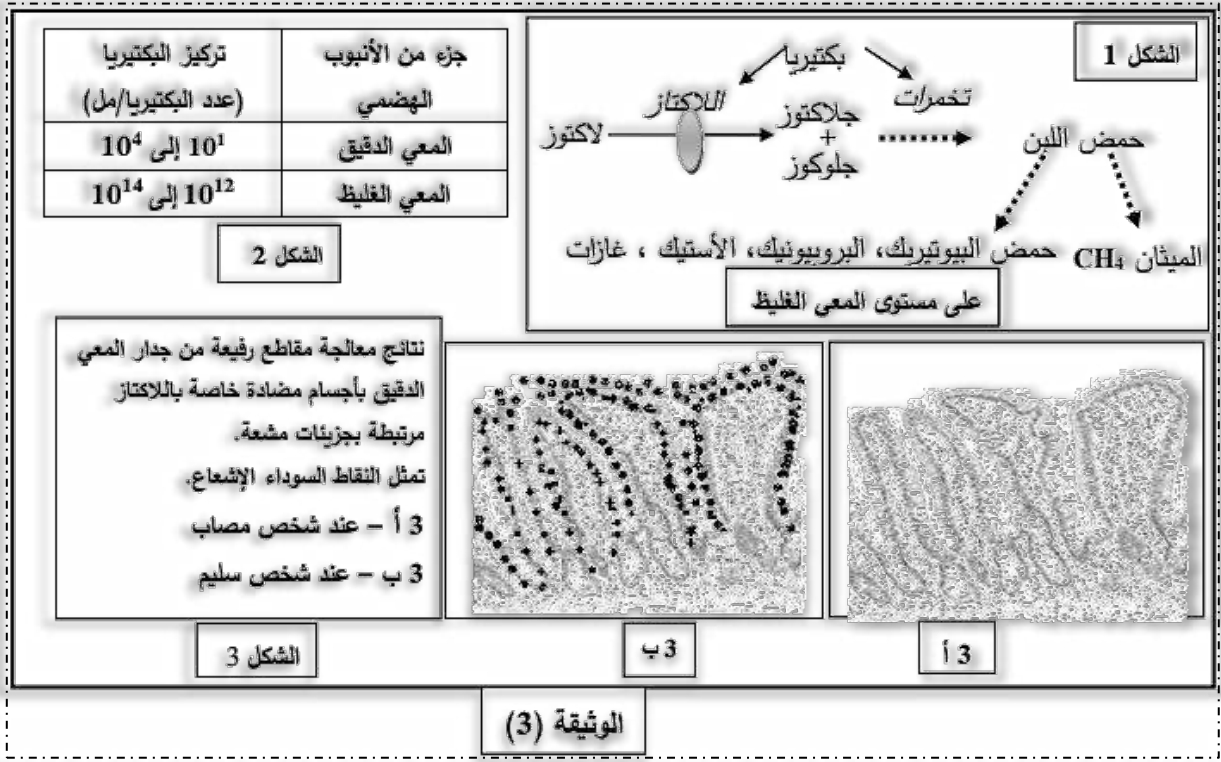 الشكل 1
بكتيريا
اللاكتاز
تخمرات
لاكتوز
جلاكتوز
+
جلوكوز
حمض اللبن
الميثان CH₄
حمض البيوتيريك، البروبيونيك، الأستيك ، غازات
على مستوى المعي الغليظ
جزء من الأنبوب الهضمي
تركيز البكتيريا (عدد البكتيريا/مل)
المعي الدقيق
10¹ إلى 10⁴
المعي الغليظ
10¹² إلى 10¹⁴
الشكل 2
3 أ
3 ب
نتائج معالجة مقاطع رفيعة من جدار المعي
الدقيق بأجسام مضادة خاصة باللاكتاز
مرتبطة بجزيئات مشعة.
تمثل النقاط السوداء الإشعاع.
3 أ – عند شخص مصاب
3 ب – عند شخص سليم
الشكل 3
الوثيقة (3)